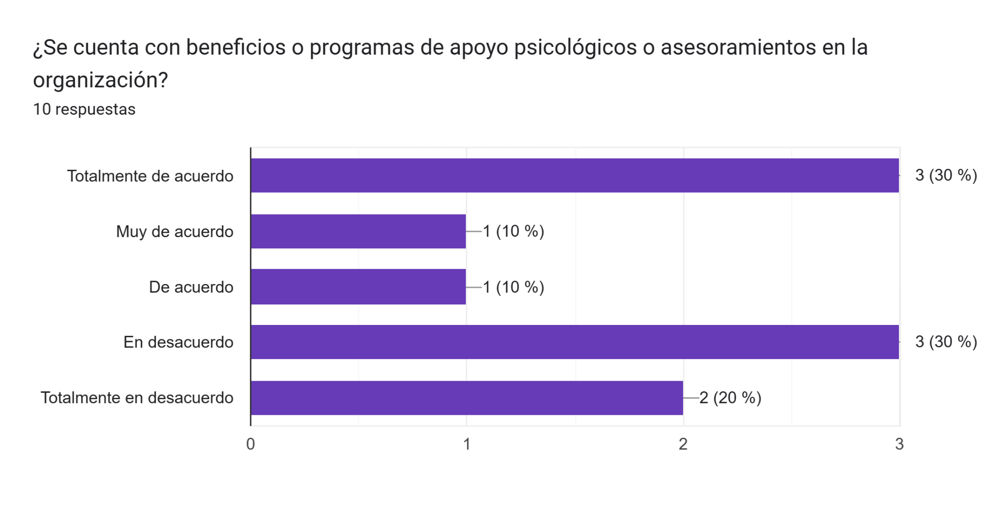 ¿Se cuenta con beneficios o programas de apoyo psicológicos o asesoramientos en la
organización?
10 respuestas
Totalmente de acuerdo
3 (30 %)
Muy de acuerdo
1 (10 %)
De acuerdo
1 (10 %)
En desacuerdo
3 (30 %)
Totalmente en desacuerdo
2 (20 %)
0 1 2 3